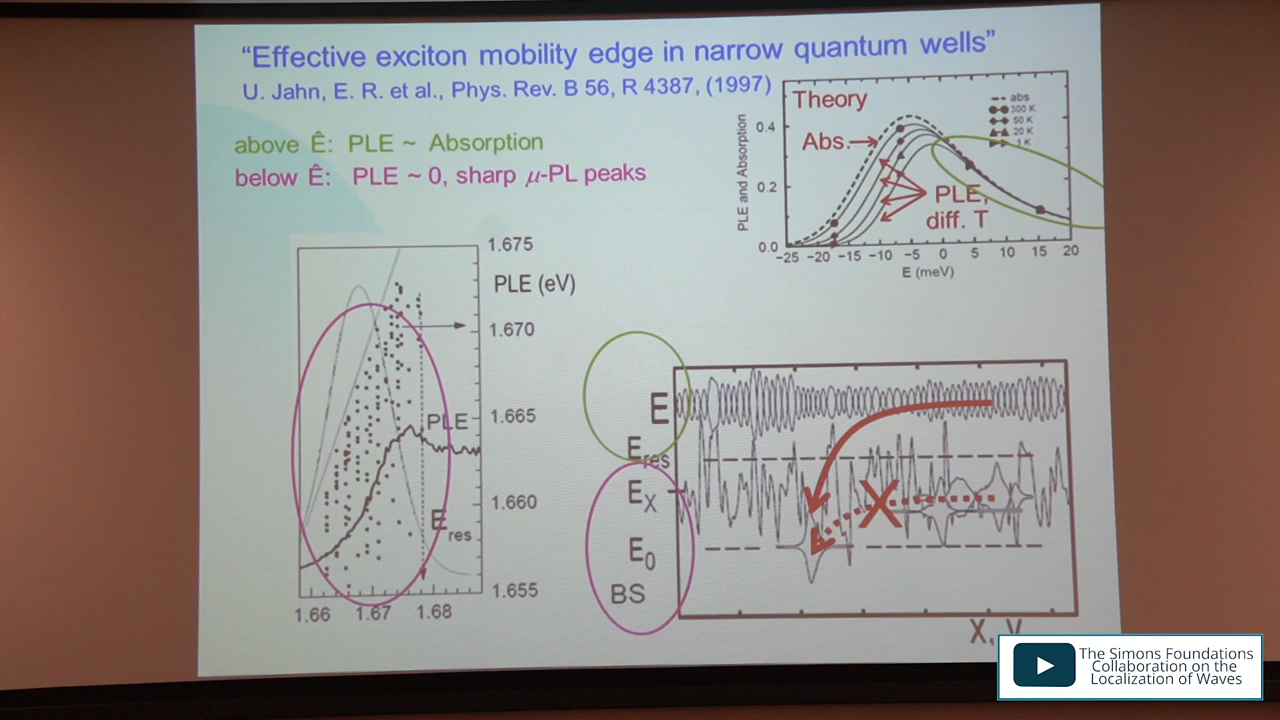 “Effective exciton mobility edge in narrow quantum wells”
U. Jahn, E. R. et al., Phys. Rev. B 56, R 4387, (1997)
above Ê: PLE ~ Absorption
below Ê: PLE ~ 0, sharp μ-PL peaks
Theory
Abs.
PLE,
diff. T
abs
300 K
50 K
20 K
1 K
PLE and Absorption
0.4
0.2
0.0
-25 -20 -15 -10 -5 0 5 10 15 20
E (meV)
1.675
PLE (eV)
1.670
1.665
PLE
1.660
E res
1.655
1.66 1.67 1.68
E
E res
E X
E 0
BS
X,
The Simons Foundations
Collaboration on the
Localization of Waves